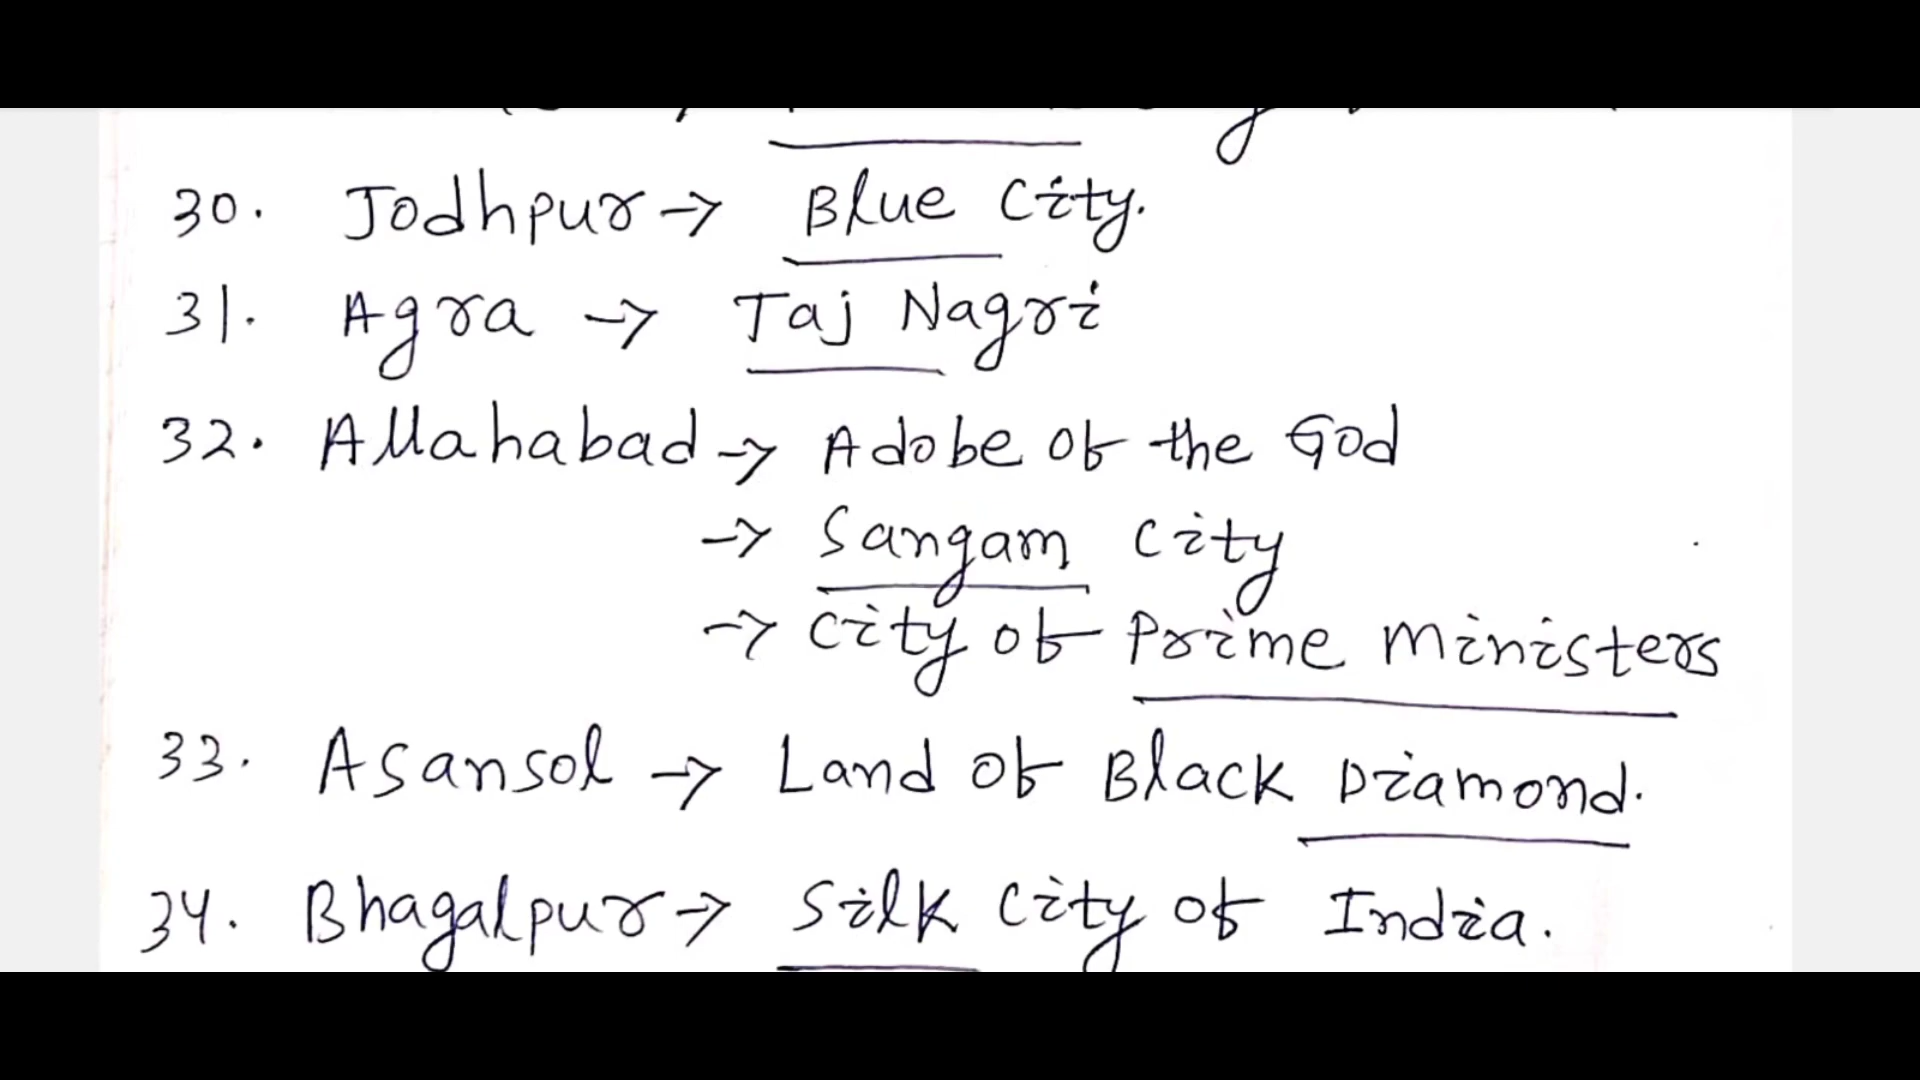 30. Jodhpur → Blue City.
31. Agra → Taj Nagri
32. Allahabad → Adobe of the God
→ Sangam City
→ City of Prime Ministers
33. Asansol → Land of Black Diamond.
34. Bhagalpur → Silk City of India.